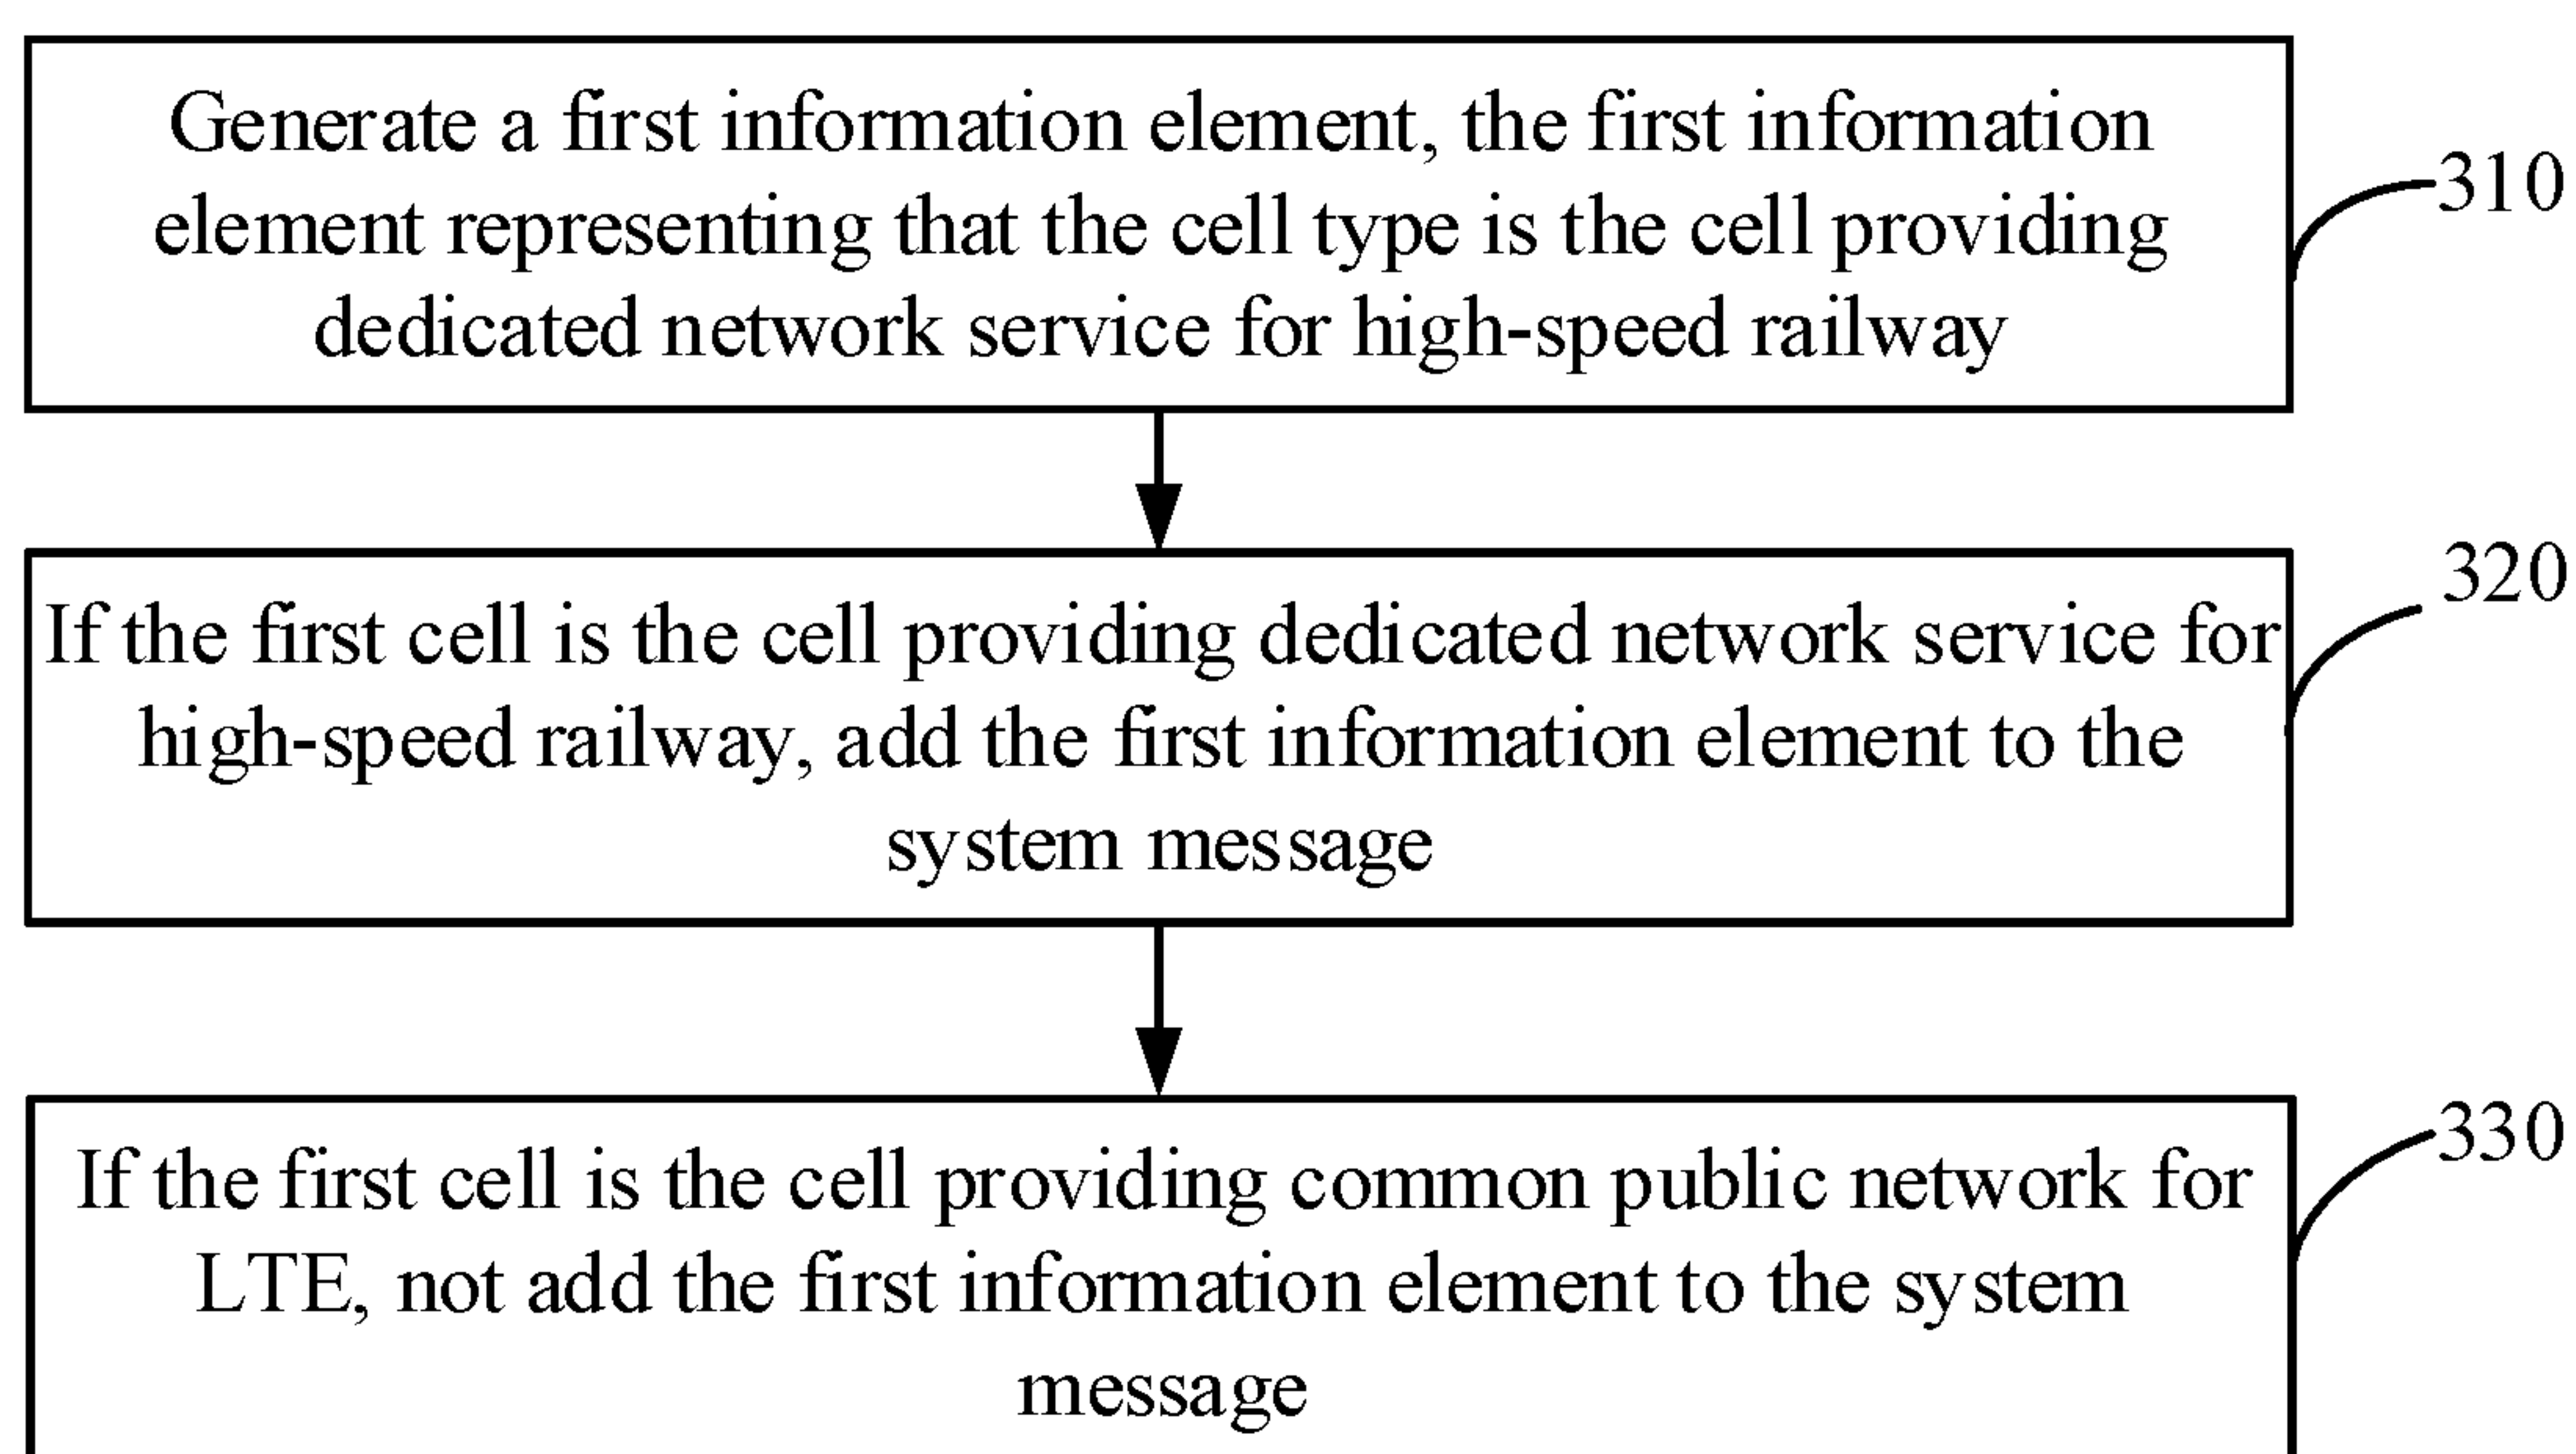 Generate a first information element, the first information
element representing that the cell type is the cell providing
dedicated network service for high-speed railway
310
If the first cell is the cell providing dedicated network service for
high-speed railway, add the first information element to the
system message
320
If the first cell is the cell providing common public network for
LTE, not add the first information element to the system
message
330